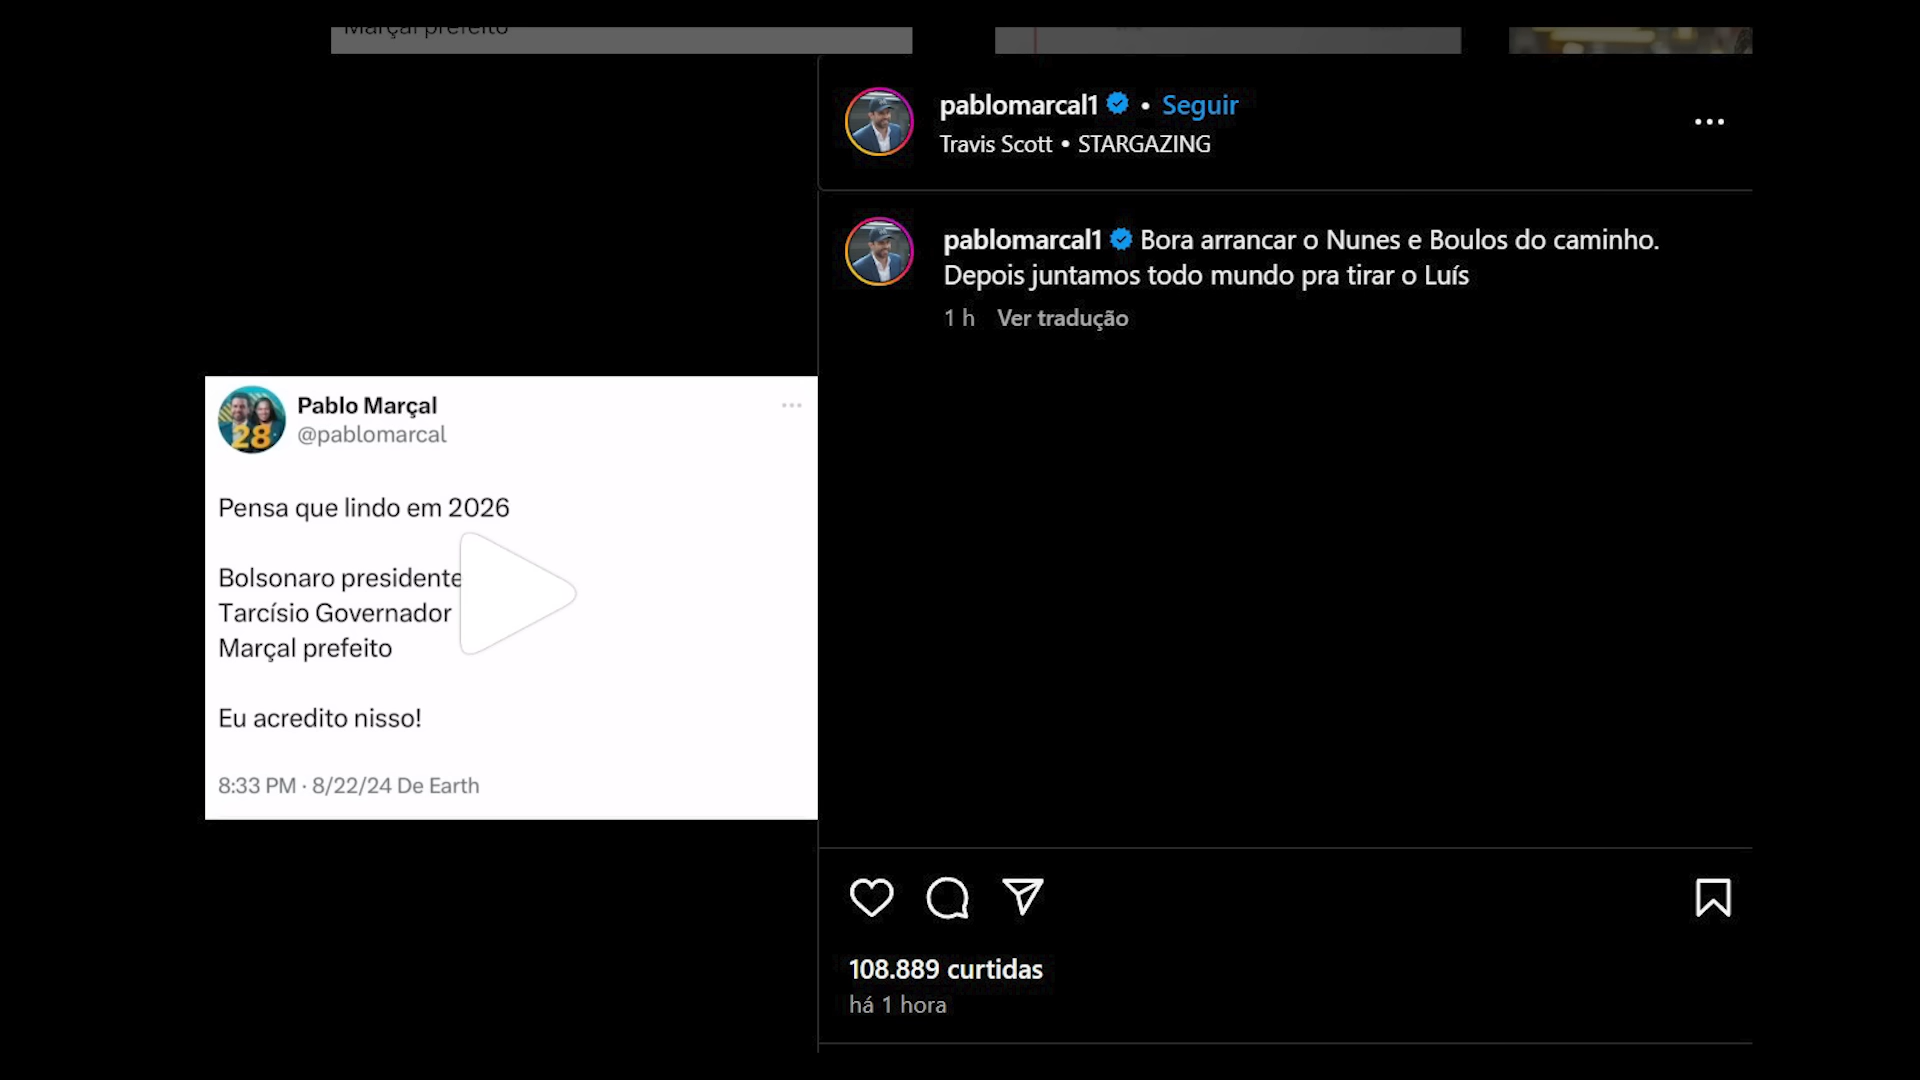 Marçal prefeito
pablomarcal1 • Seguir
Travis Scott • STARGAZING
pablomarcal1 Bora arrancar o Nunes e Boulos do caminho.
Depois juntamos todo mundo pra tirar o Luís
1 h Ver tradução
Pablo Marçal
@pablomarcal
28
Pensa que lindo em 2026
Bolsonaro presidente
Tarcísio Governador
Marçal prefeito
Eu acredito nisso!
8:33 PM · 8/22/24 De Earth
108.889 curtidas
há 1 hora